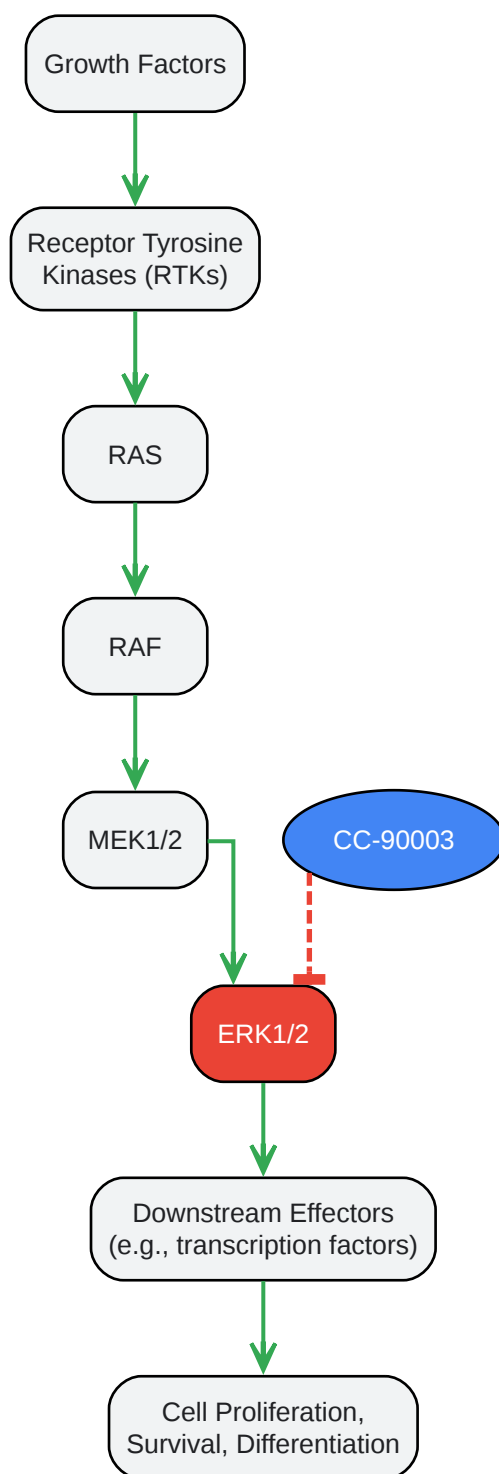 Growth Factors
Receptor Tyrosine
Kinases (RTKs)
RAS
RAF
MEK1/2
CC-90003
ERK1/2
Downstream Effectors
(e.g., transcription factors)
Cell Proliferation,
Survival, Differentiation